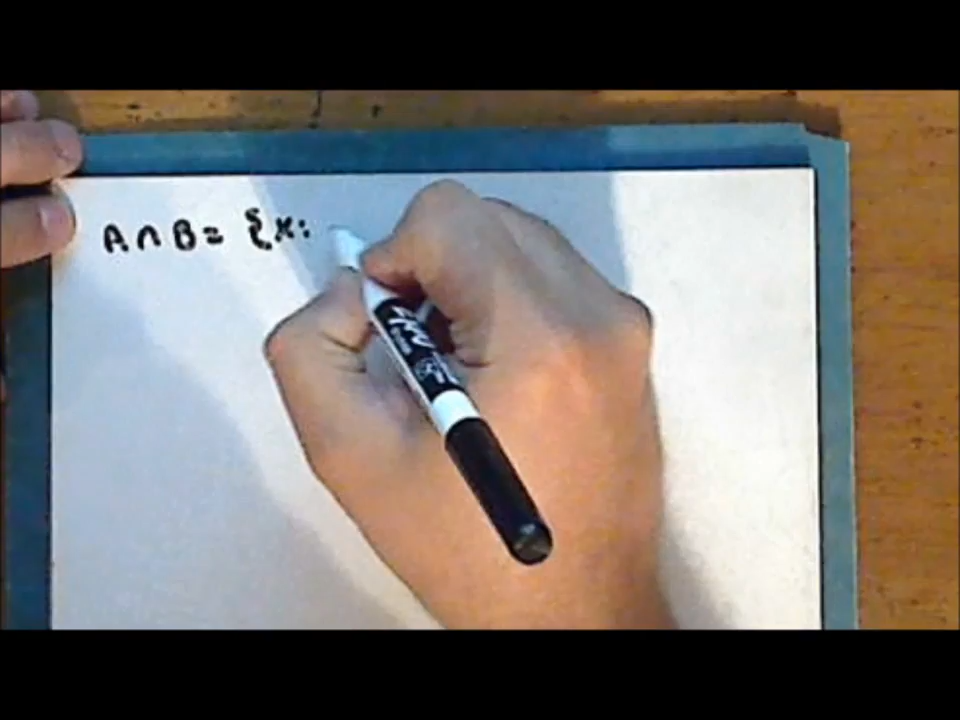 A ∩ B = {x: